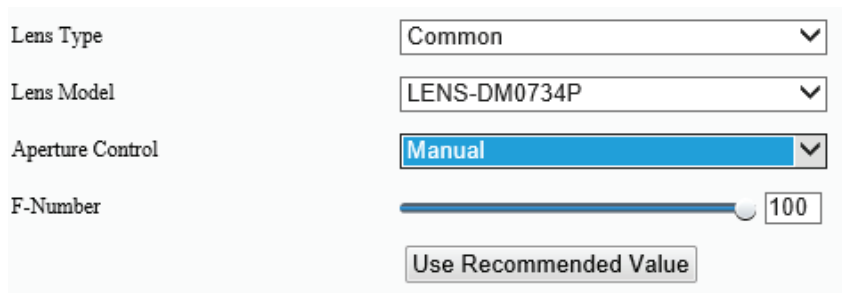 Lens Type Common
Lens Model LENS-DM0734P
Aperture Control Manual
F-Number 100
Use Recommended Value